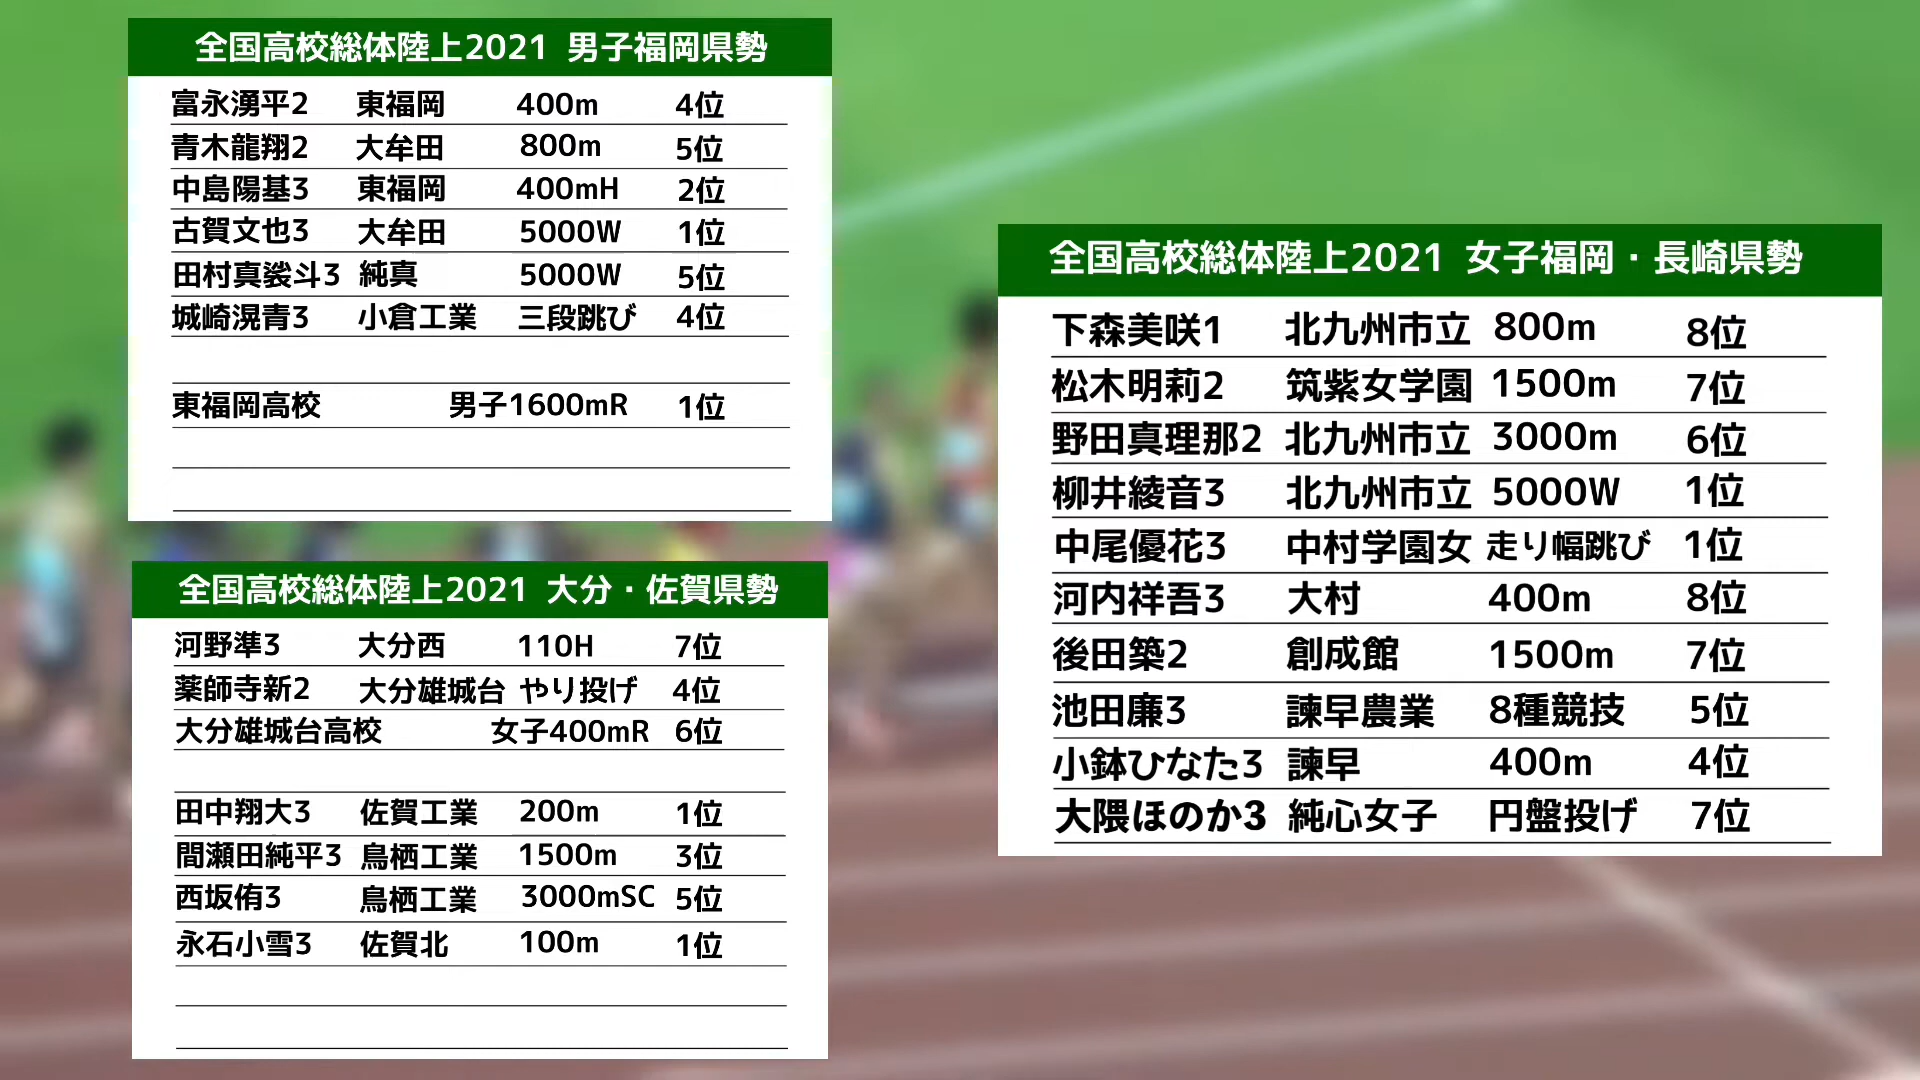 全国高校総体陸上2021 男子福岡県勢
富永湧平2 東福岡 400m 4位
青木龍翔2 大牟田 800m 5位
中島陽基3 東福岡 400mH 2位
古賀文也3 大牟田 5000W 1位
田村真裟斗3 純真 5000W 5位
城崎滉青3 小倉工業 三段跳び 4位
東福岡高校 男子1600mR 1位
全国高校総体陸上2021 大分・佐賀県勢
河野準3 大分西 110H 7位
薬師寺新2 大分雄城台 やり投げ 4位
大分雄城台高校 女子400mR 6位
田中翔大3 佐賀工業 200m 1位
間瀬田純平3 鳥栖工業 1500m 3位
西坂侑3 鳥栖工業 3000mSC 5位
永石小雪3 佐賀北 100m 1位
全国高校総体陸上2021 女子福岡・長崎県勢
下森美咲1 北九州市立 800m 8位
松木明莉2 筑紫女学園 1500m 7位
野田真理那2 北九州市立 3000m 6位
柳井綾音3 北九州市立 5000W 1位
中尾優花3 中村学園女 走り幅跳び 1位
河内祥吾3 大村 400m 8位
後田築2 創成館 1500m 7位
池田廉3 諫早農業 8種競技 5位
小鉢ひなた3 諫早 400m 4位
大隈ほのか3 純心女子 円盤投げ 7位